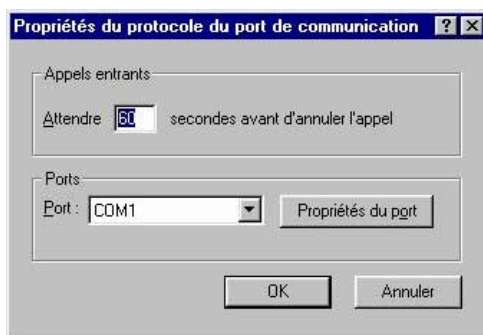 Propriétés du protocole du port de communication
Appels entrants
Attendre 60 secondes avant d'annuler l'appel
Ports
Port : COM1 Propriétés du port
OK Annuler